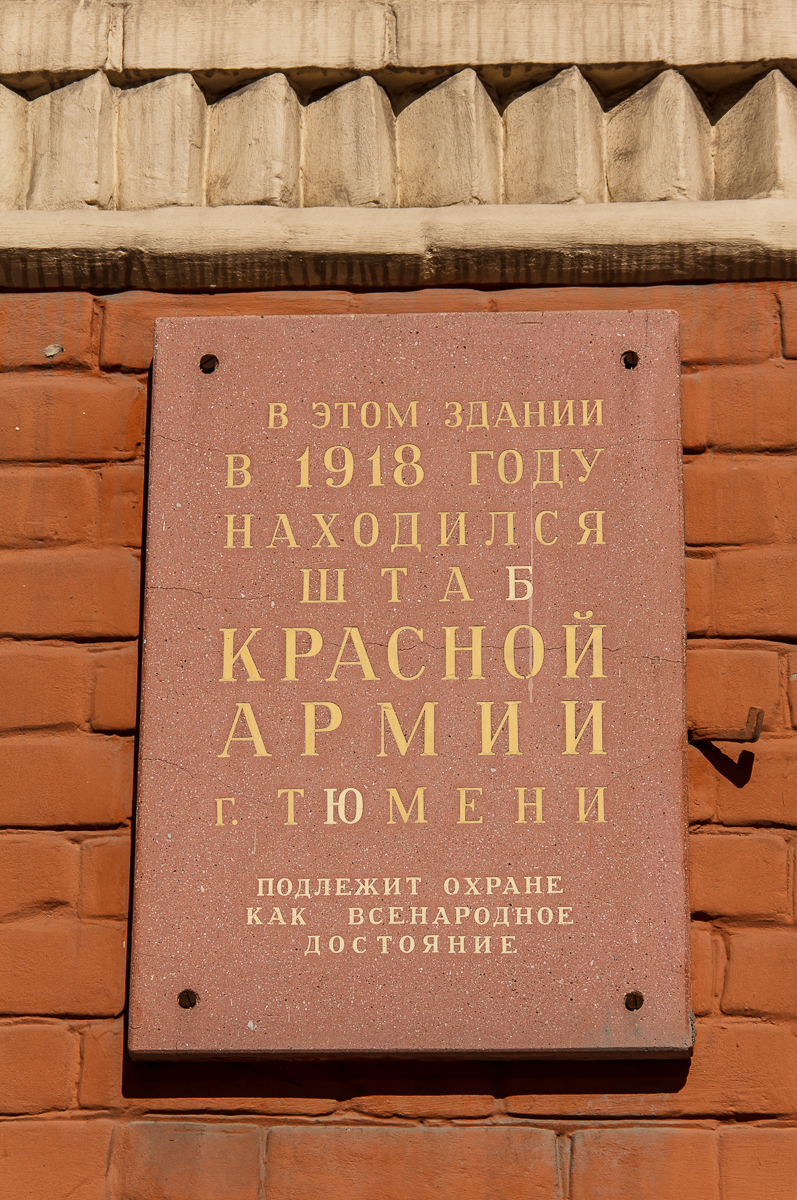 В ЭТОМ ЗДАНИИ
В 1918 ГОДУ
НАХОДИЛСЯ
ШТАБ
КРАСНОЙ
АРМИИ
г. ТЮМЕНИ
ПОДЛЕЖИТ ОХРАНЕ
КАК ВСЕНАРОДНОЕ
ДОСТОЯНИЕ